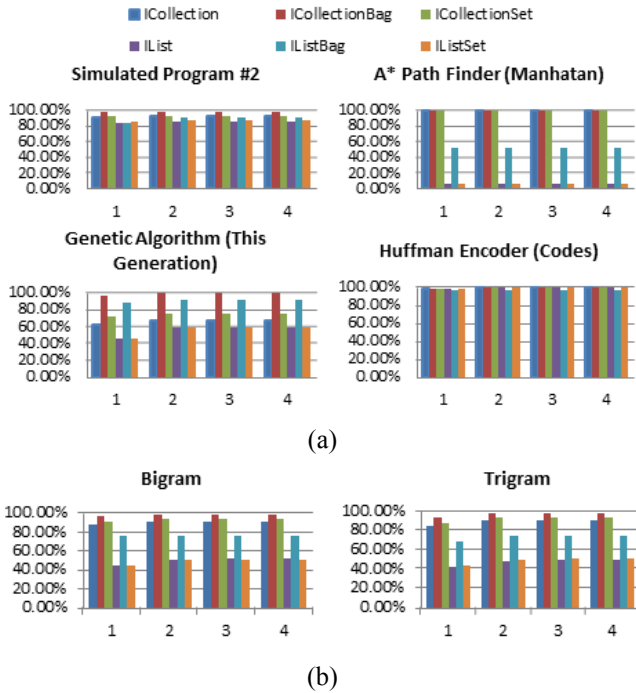 ICollection ICollectionBag ICollectionSet
IList IListBag IListSet
Simulated Program #2
100.00%
80.00%
60.00%
40.00%
20.00%
0.00%
1 2 3 4
A* Path Finder (Manhatan)
100.00%
80.00%
60.00%
40.00%
20.00%
0.00%
1 2 3 4
Genetic Algorithm (This
Generation)
100.00%
80.00%
60.00%
40.00%
20.00%
0.00%
1 2 3 4
Huffman Encoder (Codes)
100.00%
80.00%
60.00%
40.00%
20.00%
0.00%
1 2 3 4
(a)
Bigram
100.00%
80.00%
60.00%
40.00%
20.00%
0.00%
1 2 3 4
Trigram
100.00%
80.00%
60.00%
40.00%
20.00%
0.00%
1 2 3 4
(b)